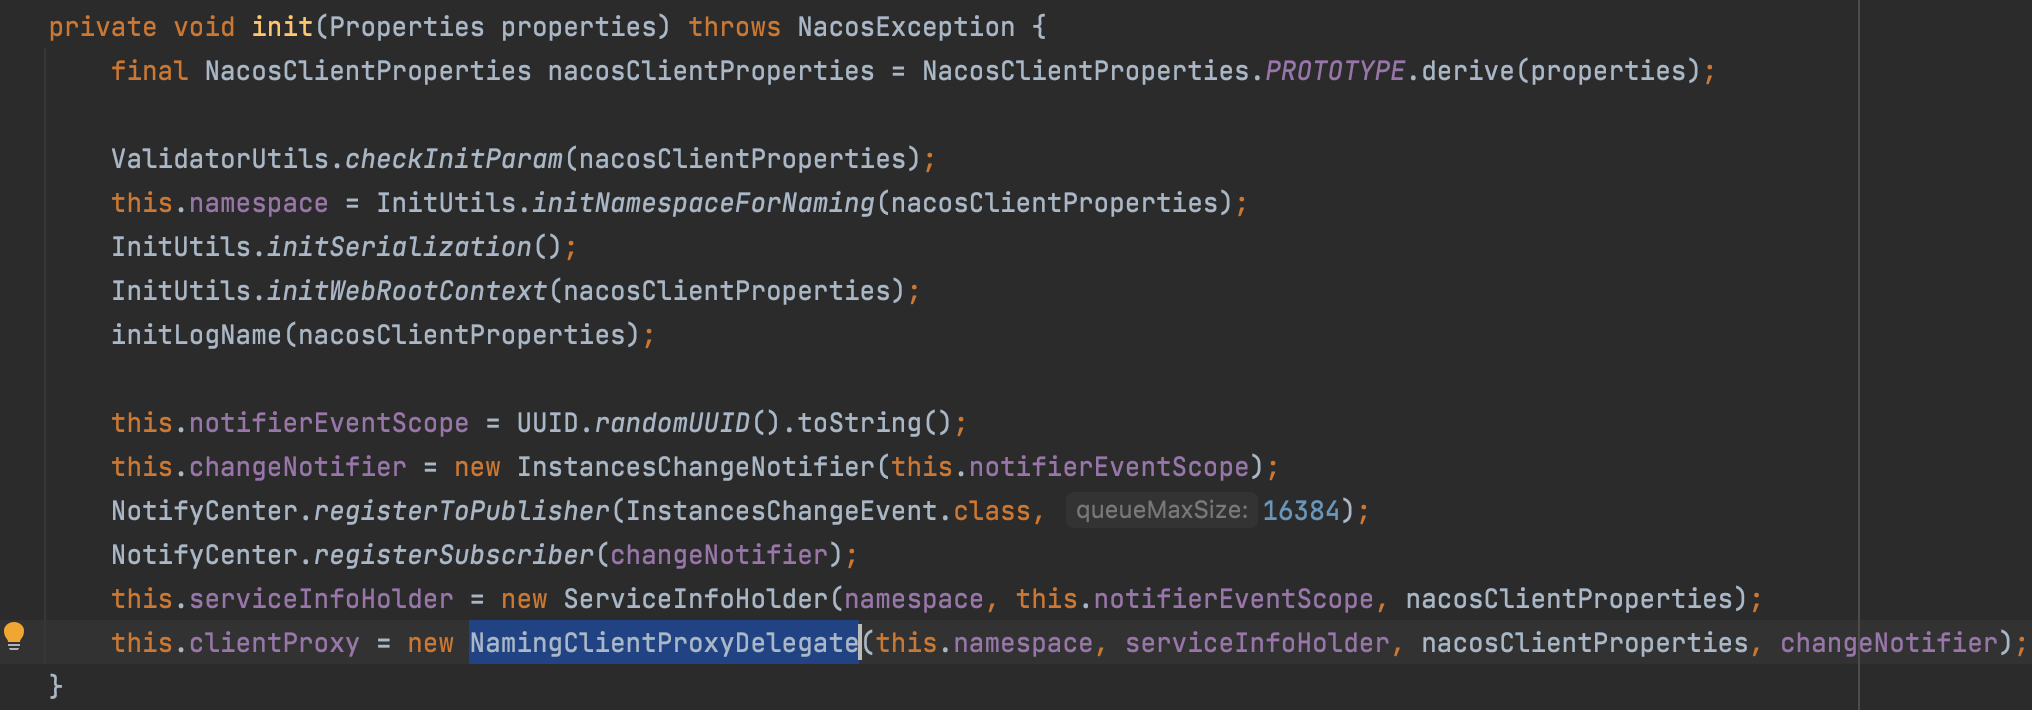 private void init(Properties properties) throws NacosException {
final NacosClientProperties nacosClientProperties = NacosClientProperties.PROTOTYPE.derive(properties);
ValidatorUtils.checkInitParam(nacosClientProperties);
this.namespace = InitUtils.initNamespaceForNaming(nacosClientProperties);
InitUtils.initSerialization();
InitUtils.initWebRootContext(nacosClientProperties);
initLogName(nacosClientProperties);
this.notifierEventScope = UUID.randomUUID().toString();
this.changeNotifier = new InstancesChangeNotifier(this.notifierEventScope);
NotifyCenter.registerToPublisher(InstancesChangeEvent.class, queueMaxSize: 16384);
NotifyCenter.registerSubscriber(changeNotifier);
this.serviceInfoHolder = new ServiceInfoHolder(namespace, this.notifierEventScope, nacosClientProperties);
this.clientProxy = new NamingClientProxyDelegate(this.namespace, serviceInfoHolder, nacosClientProperties, changeNotifier);
}